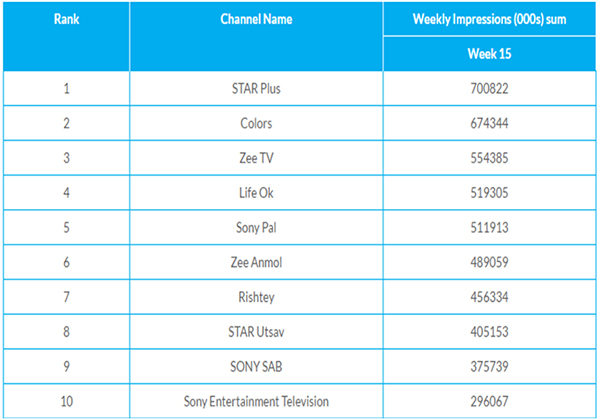 Rank Channel Name Weekly Impressions (000s) sum
Week 15
1 STAR Plus 700822
2 Colors 674344
3 Zee TV 554385
4 Life Ok 519305
5 Sony Pal 511913
6 Zee Anmol 489059
7 Rishtey 456334
8 STAR Utsav 405153
9 SONY SAB 375739
10 Sony Entertainment Television 296067